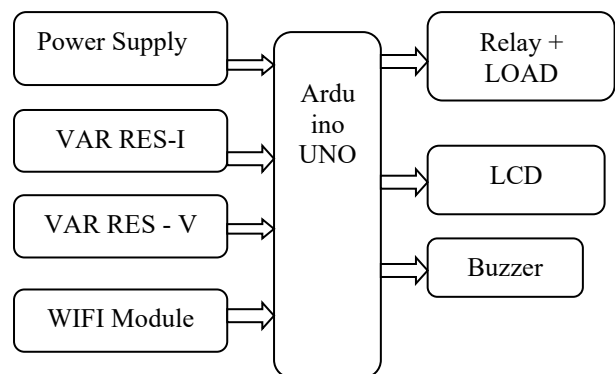 Power Supply
VAR RES-I
VAR RES - V
WIFI Module
Ardu
ino
UNO
Relay +
LOAD
LCD
Buzzer